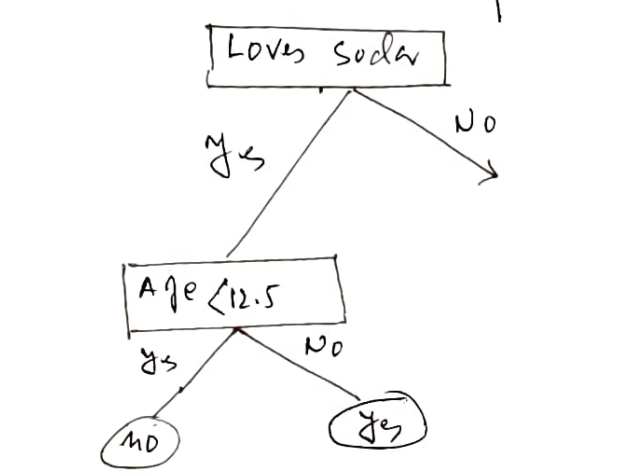 Loves Soda
No
Yes
Age <12.5
Yes
No
NO
Yes